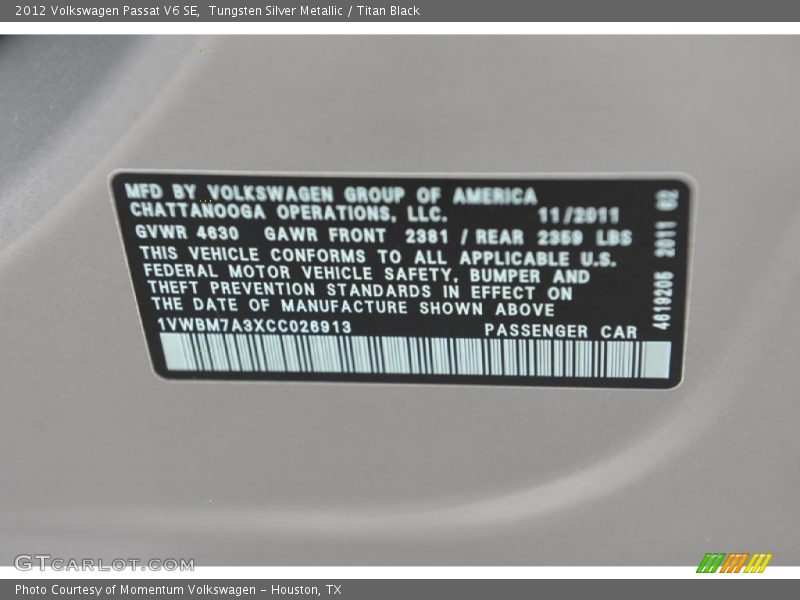 2012 Volkswagen Passat V6 SE,  Tungsten Silver Metallic / Titan Black
MFD BY VOLKSWAGEN GROUP OF AMERICA
CHATTANOOGA OPERATIONS, LLC. 11/2011
GVWR 4630 GAWR FRONT 2381 / REAR 2359 LBS
THIS VEHICLE CONFORMS TO ALL APPLICABLE U.S.
FEDERAL MOTOR VEHICLE SAFETY, BUMPER AND
THEFT PREVENTION STANDARDS IN EFFECT ON
THE DATE OF MANUFACTURE SHOWN ABOVE
1VWBM7A3XCC026913 PASSENGER CAR
4619205 2011 02
GTCARLOT.COM
Photo Courtesy of Momentum Volkswagen - Houston, TX